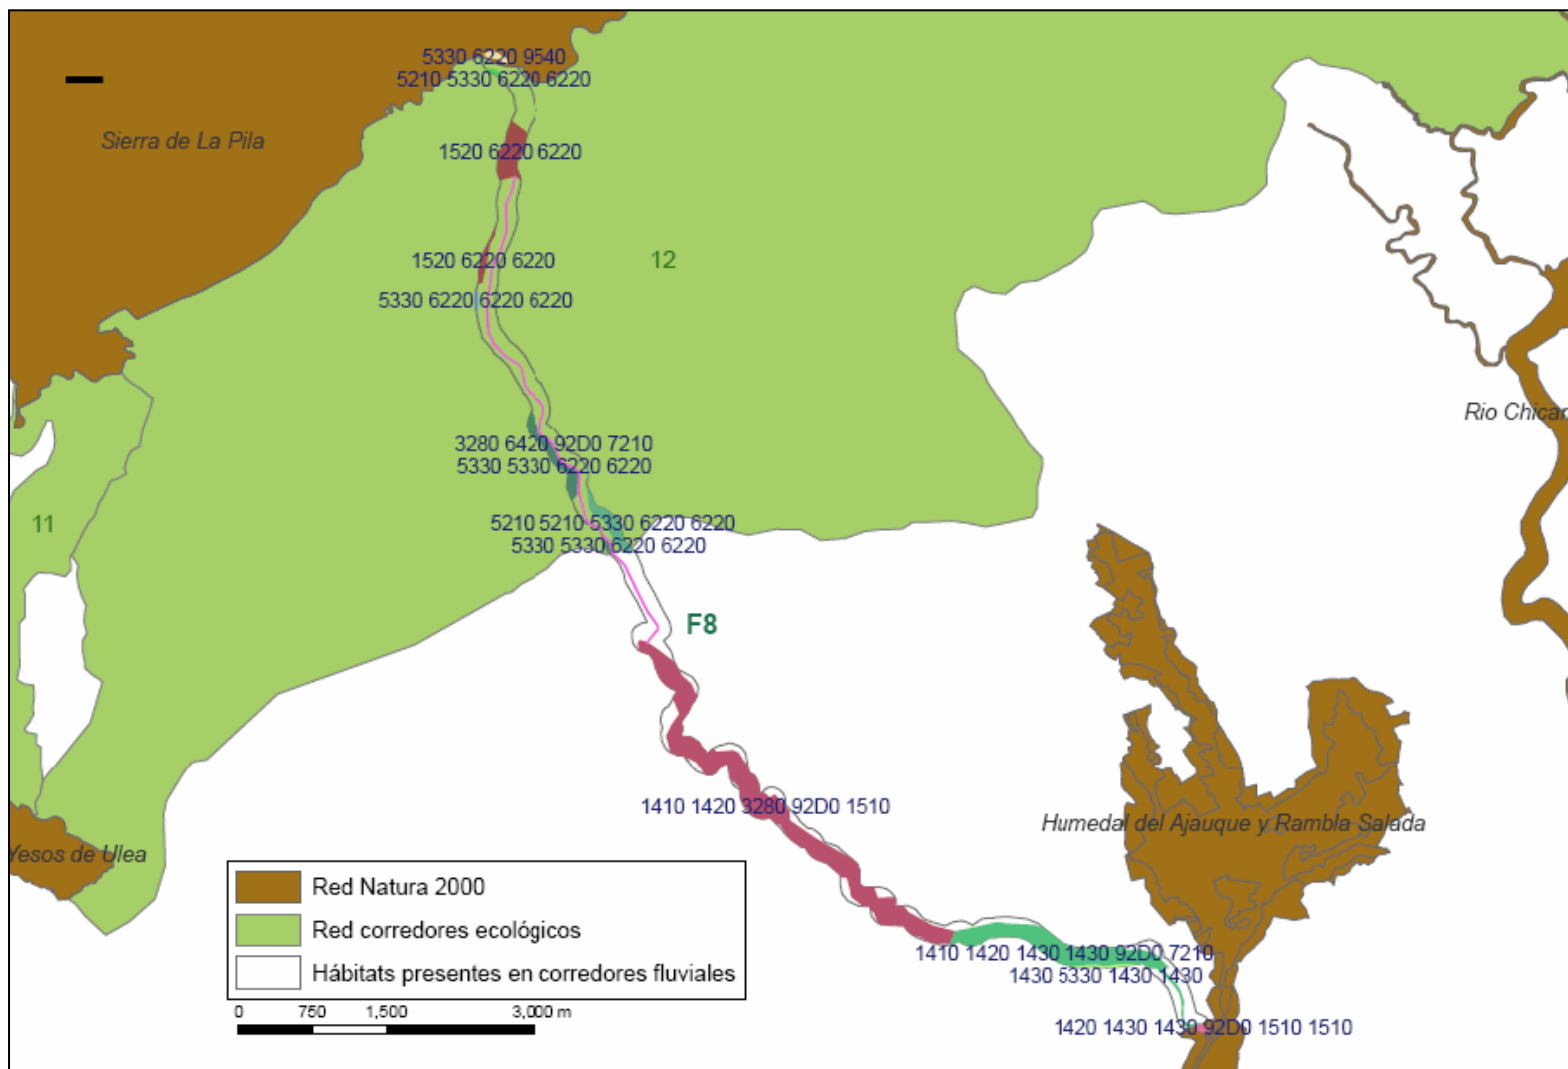 5330 6220 9540
5210 5330 6220 6220
Sierra de La Pila
1520 6220 6220
12
1520 6220 6220
5330 6220 6220 6220
Rio Chicam
3280 6420 92D0 7210
5330 5330 6220 6220
11
5210 5210 5330 6220 6220
5330 5330 6220 6220
F8
1410 1420 3280 92D0 1510
Humedal del Ajauque y Rambla Salada
Yesos de Ulea
Red Natura 2000
Red corredores ecológicos
Hábitats presentes en corredores fluviales
1410 1420 1430 1430 92D0 7210
1430 5330 1430 1430
0 750 1,500 3,000 m
1420 1430 1430 92D0 1510 1510